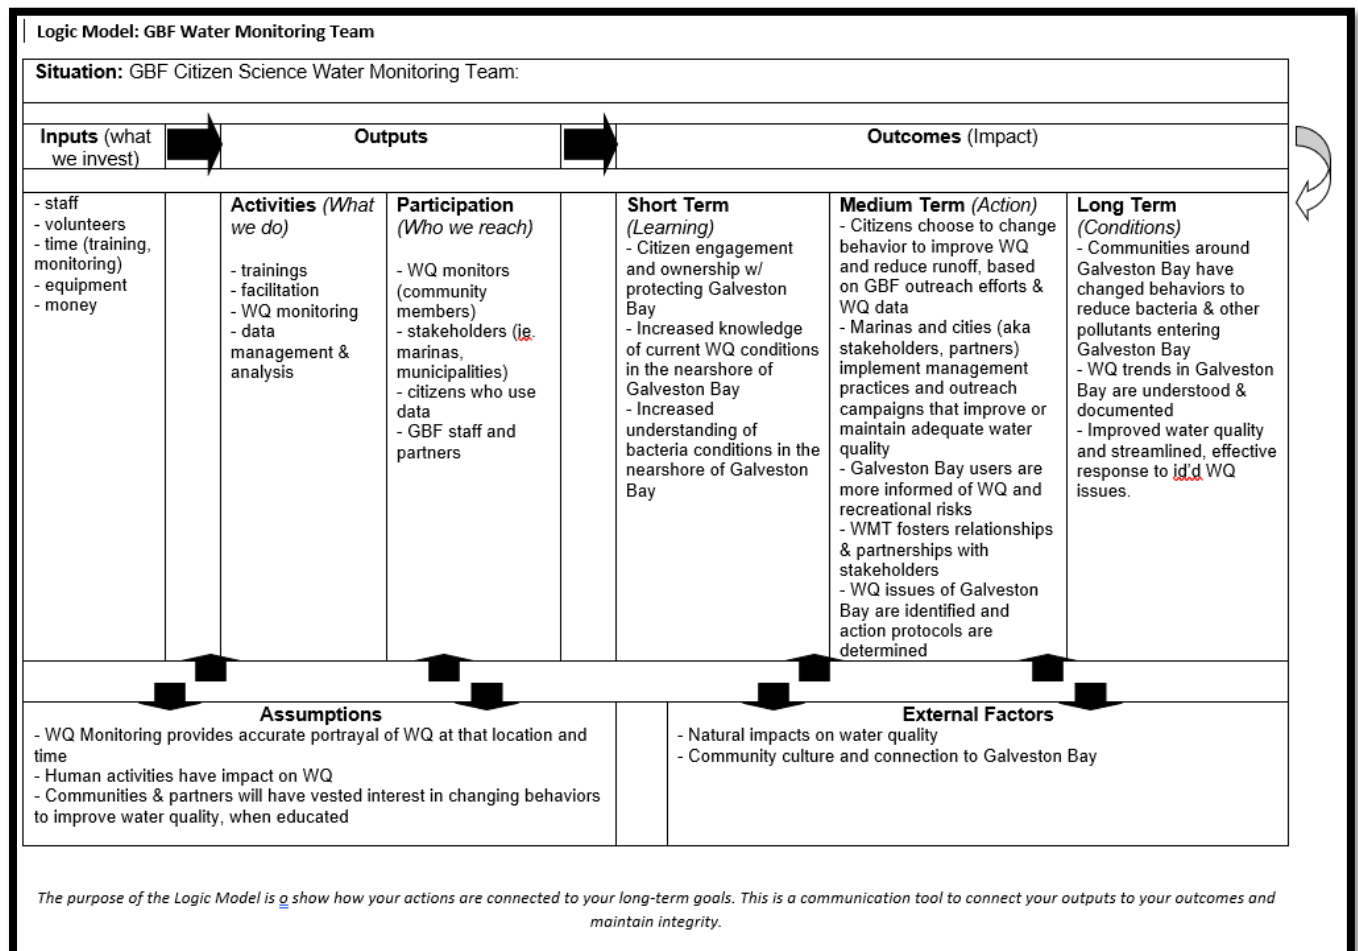 Logic Model: GBF Water Monitoring Team
Situation: GBF Citizen Science Water Monitoring Team:
Inputs (what
we invest)
Outputs
Outcomes (Impact)
- staff
- volunteers
- time (training,
monitoring)
- equipment
- money
Activities (What
we do)
- trainings
- facilitation
- WQ monitoring
- data
management &
analysis
Participation
(Who we reach)
- WQ monitors
(community
members)
- stakeholders (ie.
marinas,
municipalities)
- citizens who use
data
- GBF staff and
partners
Short Term
(Learning)
- Citizen engagement
and ownership w/
protecting Galveston
Bay
- Increased knowledge
of current WQ conditions
in the nearshore of
Galveston Bay
- Increased
understanding of
bacteria conditions in the
nearshore of Galveston
Bay
Medium Term (Action)
- Citizens choose to change
behavior to improve WQ
and reduce runoff, based
on GBF outreach efforts &
WQ data
- Marinas and cities (aka
stakeholders, partners)
implement management
practices and outreach
campaigns that improve or
maintain adequate water
quality
- Galveston Bay users are
more informed of WQ and
recreational risks
- WMT fosters relationships
& partnerships with
stakeholders
- WQ issues of Galveston
Bay are identified and
action protocols are
determined
Long Term
(Conditions)
- Communities around
Galveston Bay have
changed behaviors to
reduce bacteria & other
pollutants entering
Galveston Bay
- WQ trends in Galveston
Bay are understood &
documented
- Improved water quality
and streamlined, effective
response to id'd WQ
issues.
Assumptions
- WQ Monitoring provides accurate portrayal of WQ at that location and
time
- Human activities have impact on WQ
- Communities & partners will have vested interest in changing behaviors
to improve water quality, when educated
External Factors
- Natural impacts on water quality
- Community culture and connection to Galveston Bay
The purpose of the Logic Model is o show how your actions are connected to your long-term goals. This is a communication tool to connect your outputs to your outcomes and
maintain integrity.